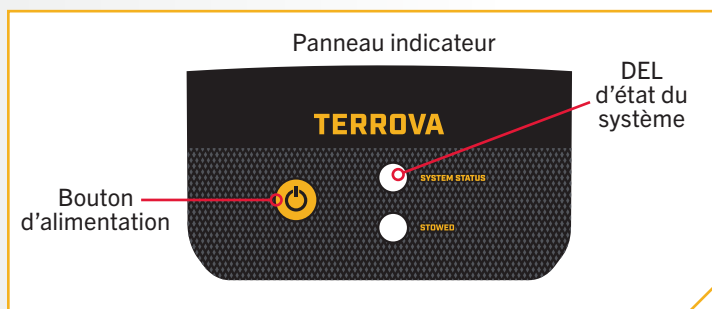 Panneau indicateur
DEL
d'état du
système
TERROVA
SYSTEM STATUS
Bouton
d'alimentation
STOWED